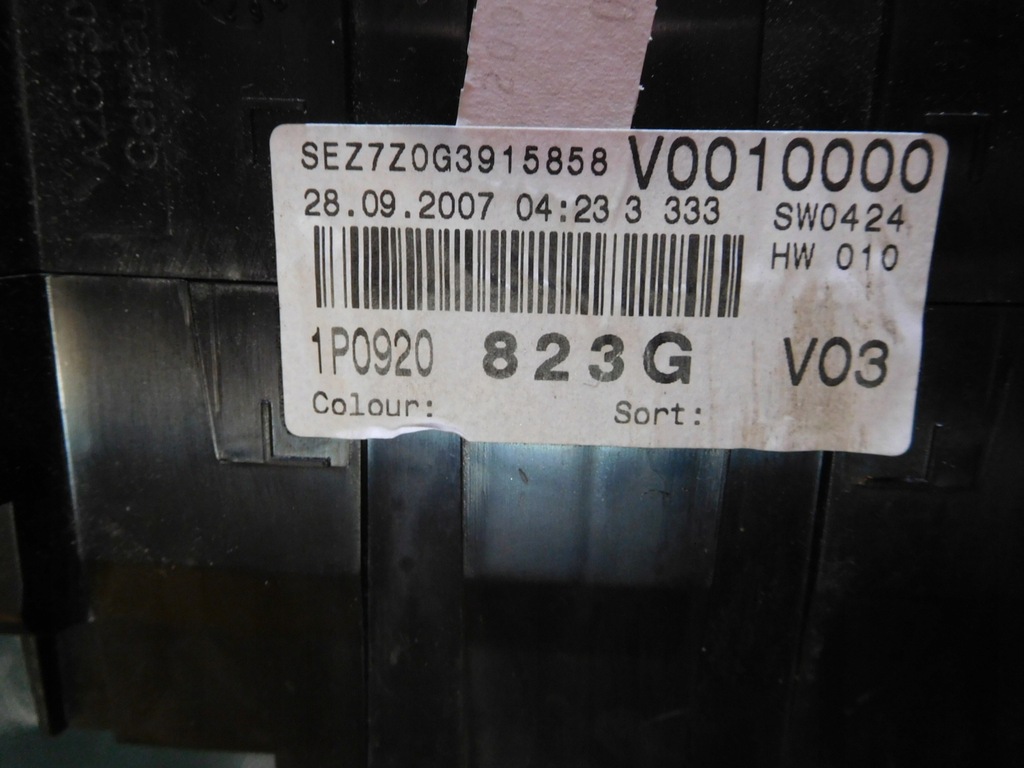 SEZ7Z0G3915858 V0010000
28.09.2007 04:23 3 333 SW0424
HW 010
1P0920 823G V03
Colour: Sort: